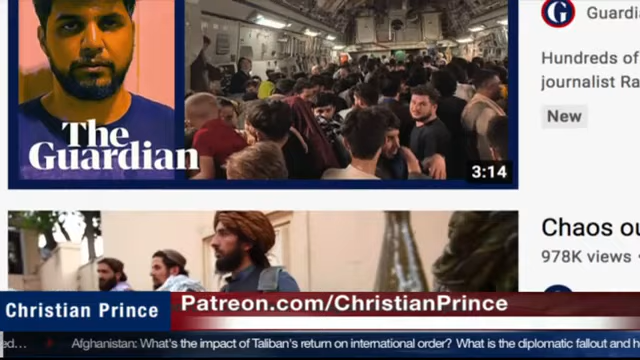 The
Guardian
3:14
G Guardi
Hundreds of
journalist Ra
New
Chaos ou
978K views
Christian Prince
Patreon.com/ChristianPrince
ed... Afghanistan: What's the impact of Taliban's return on international order? What is the diplomatic fallout and h